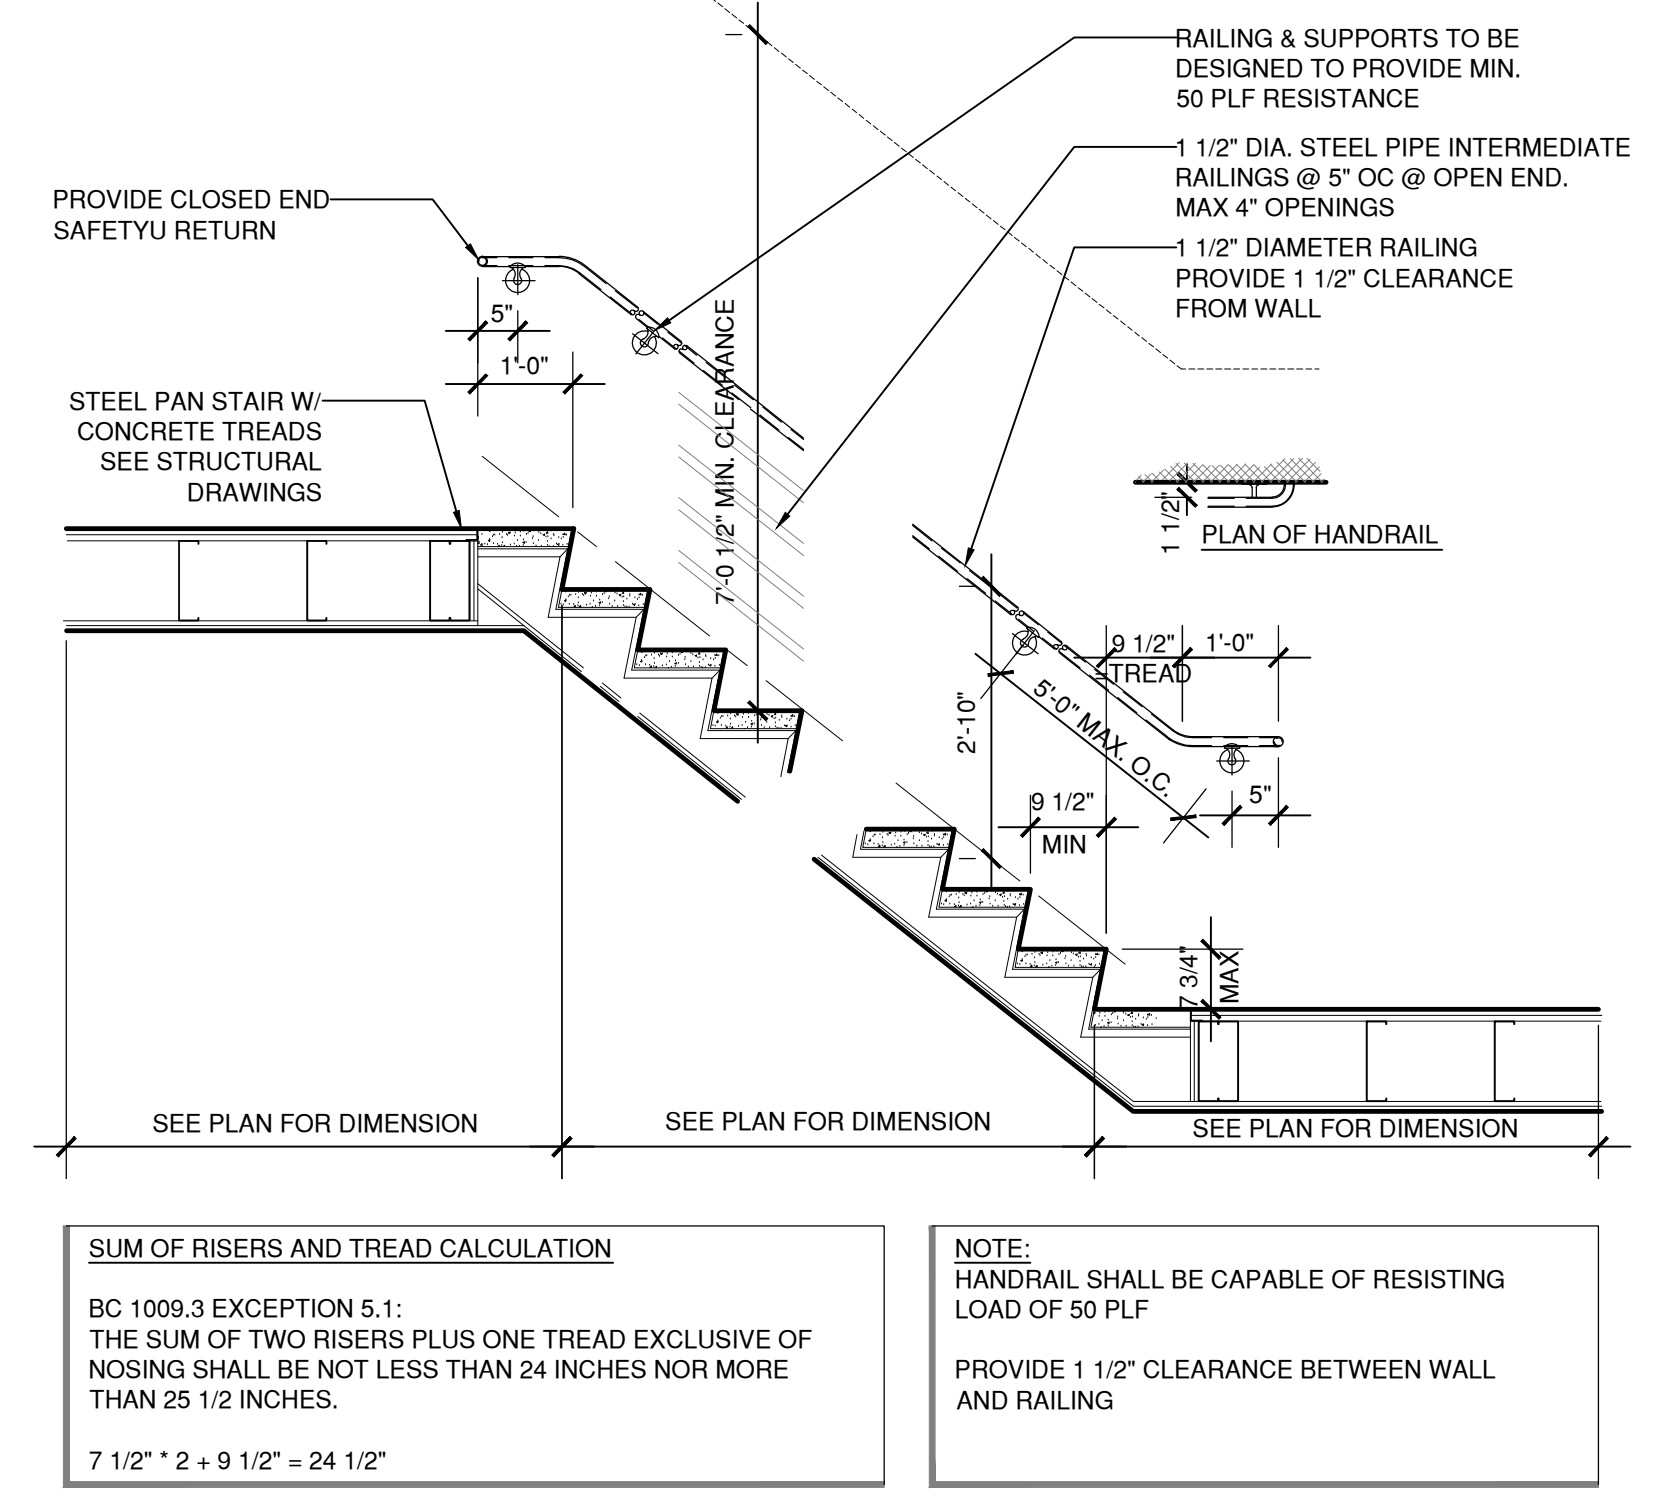 RAILING & SUPPORTS TO BE
DESIGNED TO PROVIDE MIN.
50 PLF RESISTANCE
1 1/2" DIA. STEEL PIPE INTERMEDIATE
RAILINGS @ 5" OC @ OPEN END.
MAX 4" OPENINGS
1 1/2" DIAMETER RAILING
PROVIDE 1 1/2" CLEARANCE
FROM WALL
PROVIDE CLOSED END
SAFETYU RETURN
5"
1'-0"
STEEL PAN STAIR W/
CONCRETE TREADS
SEE STRUCTURAL
DRAWINGS
7'-0 1/2" MIN. CLEARANCE
1 1/2"
PLAN OF HANDRAIL
9 1/2"
TREAD
1'-0"
2'-10"
5'-0" MAX. O.C.
9 1/2"
MIN
5"
7 3/4"
MAX
SEE PLAN FOR DIMENSION
SEE PLAN FOR DIMENSION
SEE PLAN FOR DIMENSION
SUM OF RISERS AND TREAD CALCULATION
BC 1009.3 EXCEPTION 5.1:
THE SUM OF TWO RISERS PLUS ONE TREAD EXCLUSIVE OF
NOSING SHALL BE NOT LESS THAN 24 INCHES NOR MORE
THAN 25 1/2 INCHES.
7 1/2" * 2 + 9 1/2" = 24 1/2"
NOTE:
HANDRAIL SHALL BE CAPABLE OF RESISTING
LOAD OF 50 PLF
PROVIDE 1 1/2" CLEARANCE BETWEEN WALL
AND RAILING